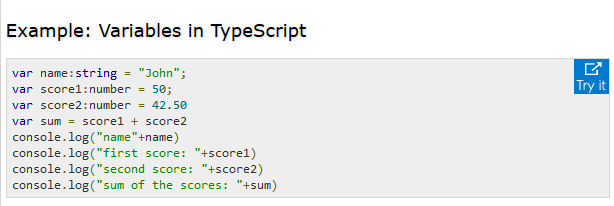 Example: Variables in TypeScript
Try it
var name:string = "John";
var score1:number = 50;
var score2:number = 42.50
var sum = score1 + score2
console.log("name"+name)
console.log("first score: "+score1)
console.log("second score: "+score2)
console.log("sum of the scores: "+sum)